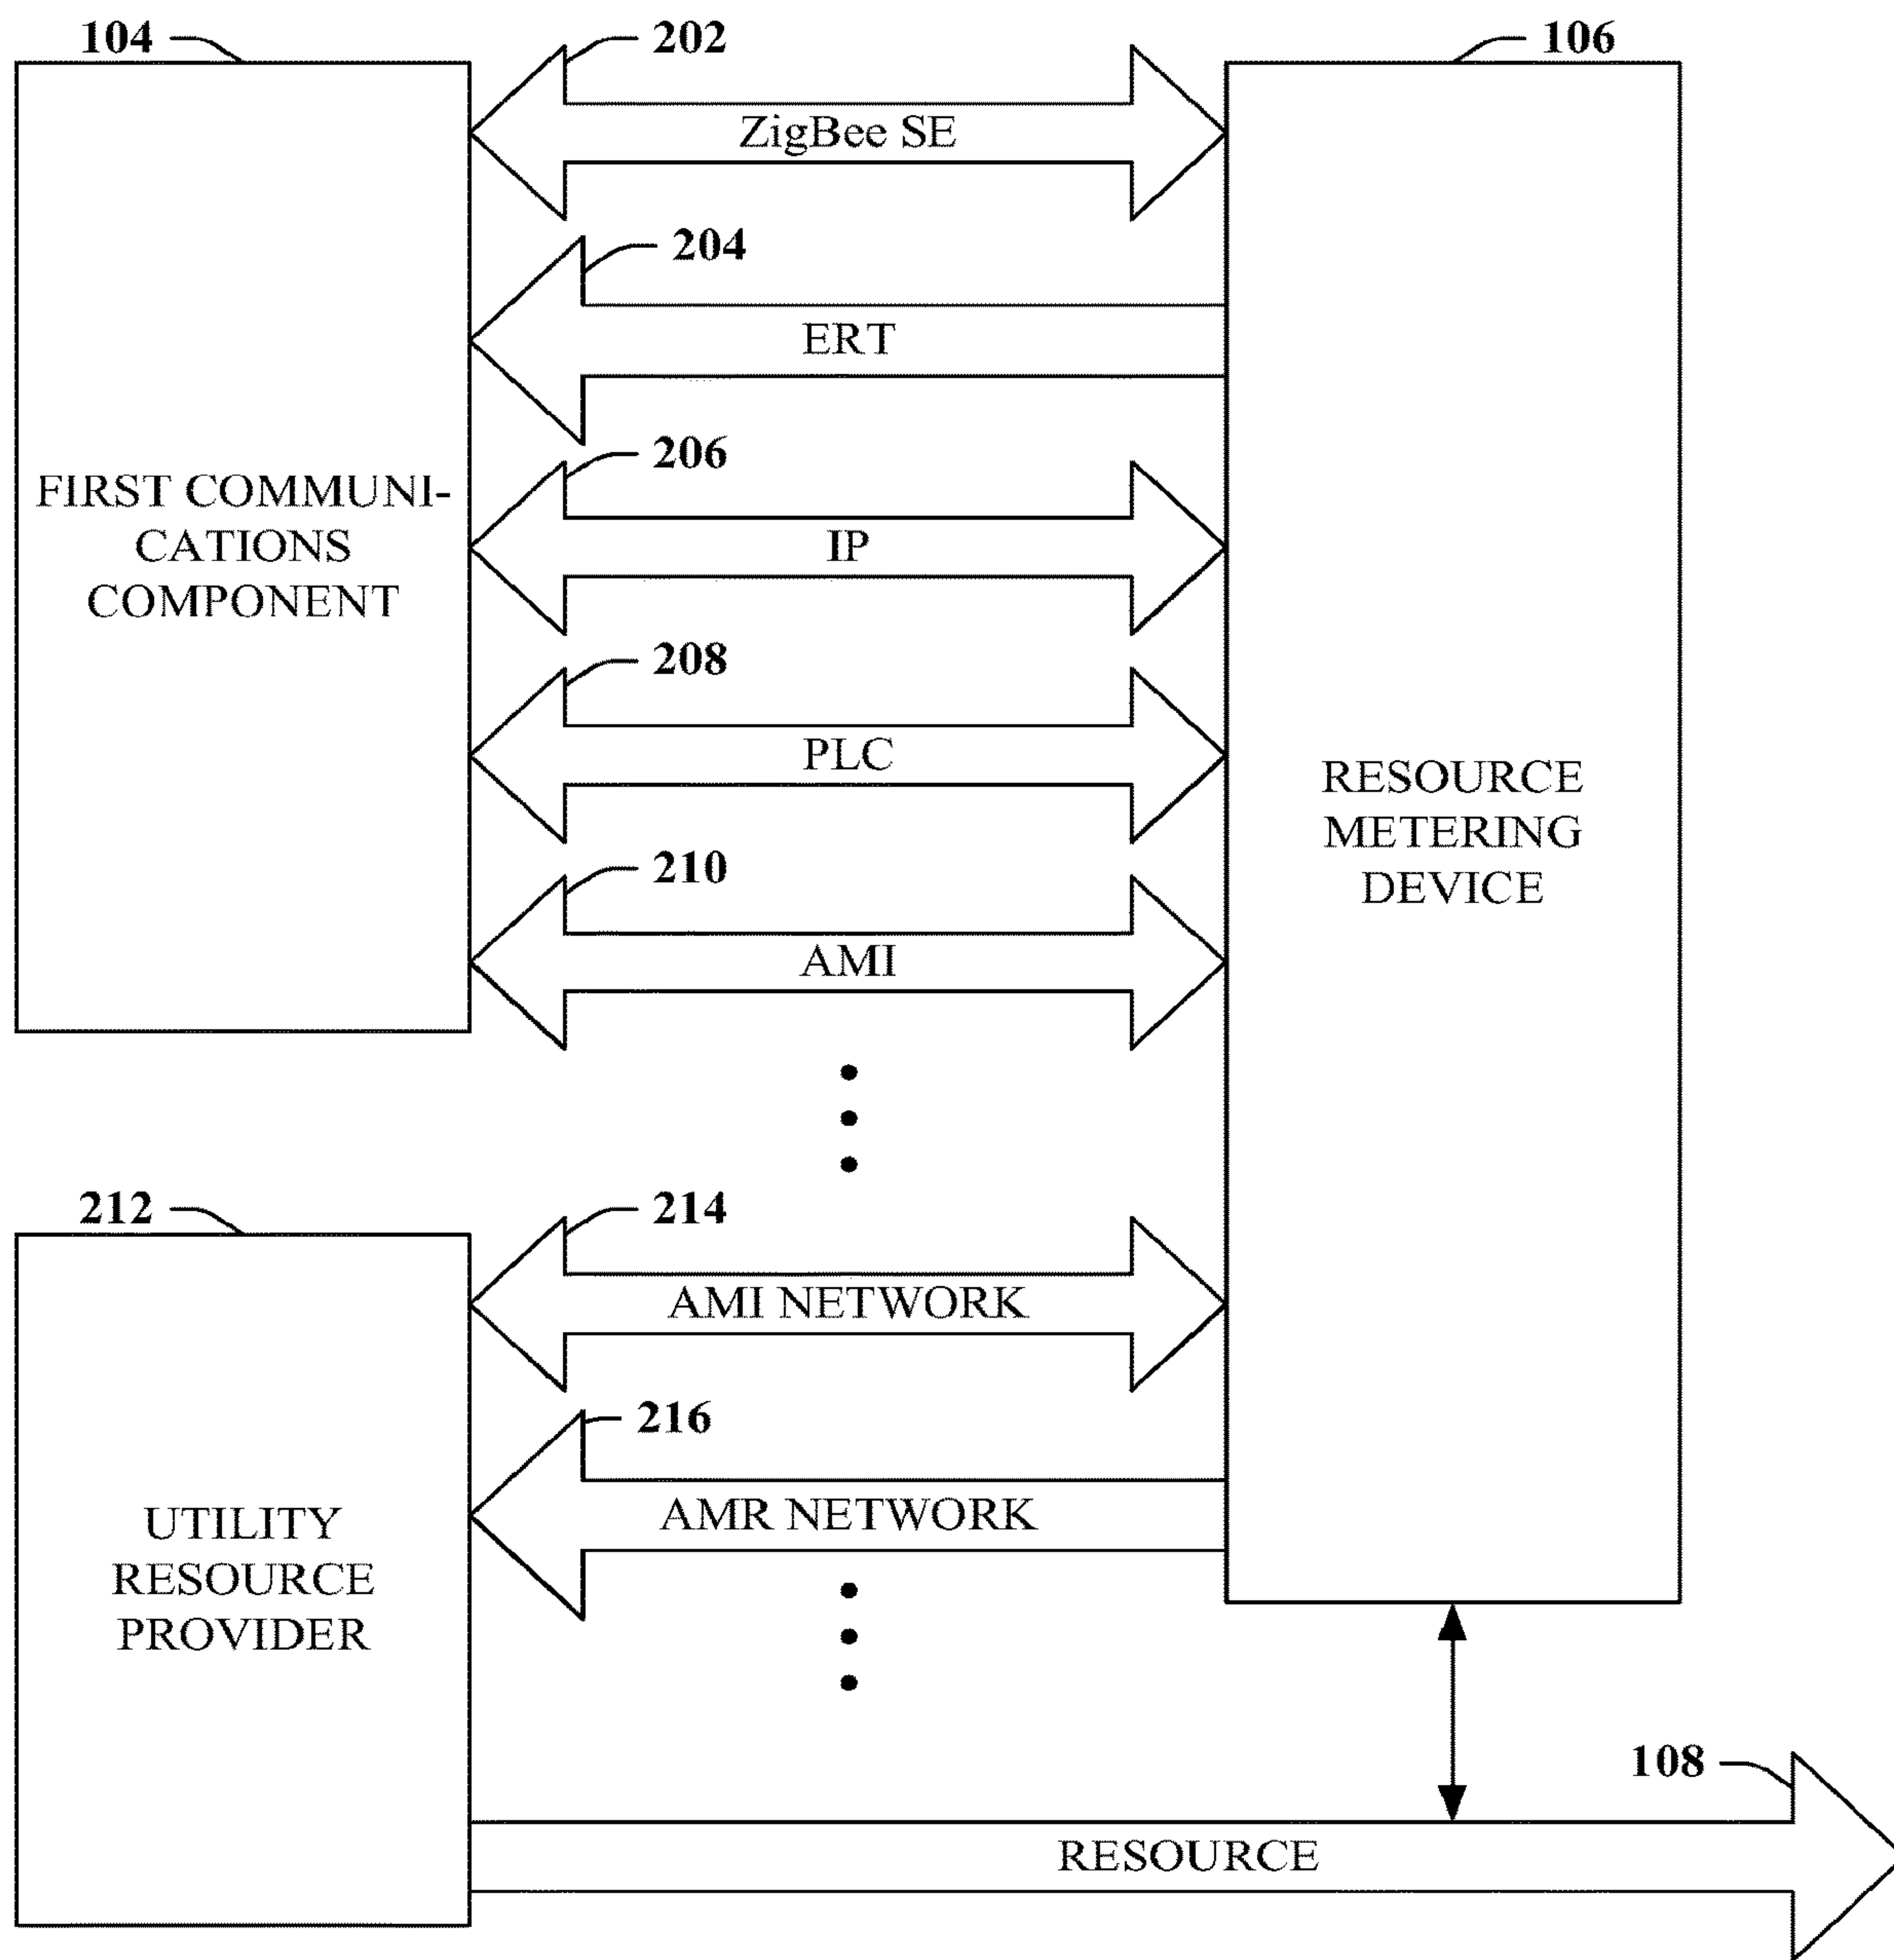 104
202
106
ZigBee SE
204
ERT
206
FIRST COMMUNI-
CATIONS
COMPONENT
IP
208
PLC
RESOURCE
METERING
DEVICE
210
AMI
212
214
AMI NETWORK
216
AMR NETWORK
UTILITY
RESOURCE
PROVIDER
108
RESOURCE